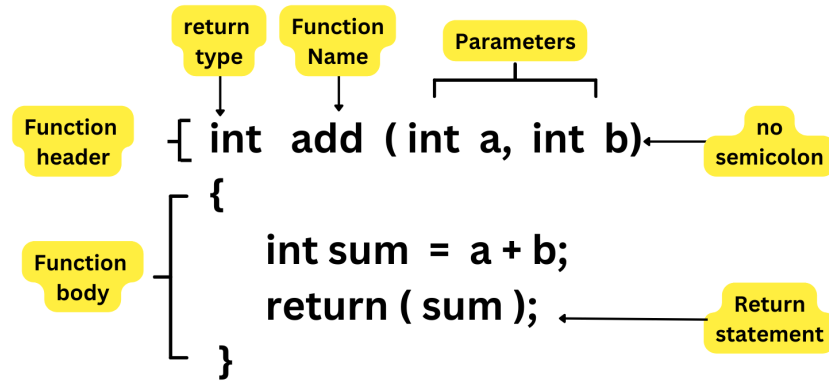 return
type
Function
Name
Parameters
Function
header
int add ( int a, int b)
no
semicolon
{
Function
body
int sum = a + b;
return ( sum );
Return
statement
}